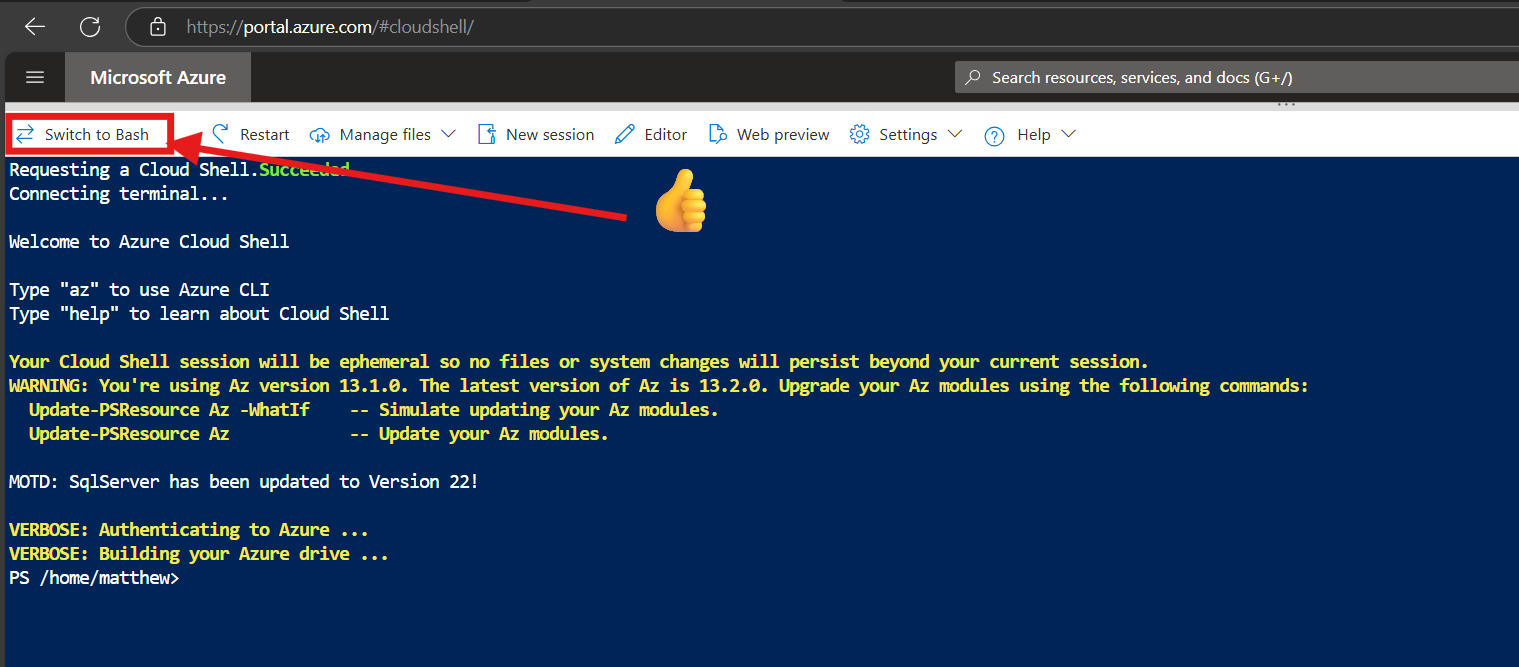 https://portal.azure.com/#cloudshell/
Microsoft Azure
Search resources, services, and docs (G+/)
Switch to Bash Restart Manage files New session Editor Web preview Settings Help
Requesting a Cloud Shell.Succeeded
Connecting terminal...
Welcome to Azure Cloud Shell
Type "az" to use Azure CLI
Type "help" to learn about Cloud Shell
Your Cloud Shell session will be ephemeral so no files or system changes will persist beyond your current session.
WARNING: You're using Az version 13.1.0. The latest version of Az is 13.2.0. Upgrade your Az modules using the following commands:
Update-PSResource Az -WhatIf    -- Simulate updating your Az modules.
Update-PSResource Az            -- Update your Az modules.
MOTD: SqlServer has been updated to Version 22!
VERBOSE: Authenticating to Azure ...
VERBOSE: Building your Azure drive ...
PS /home/matthew>